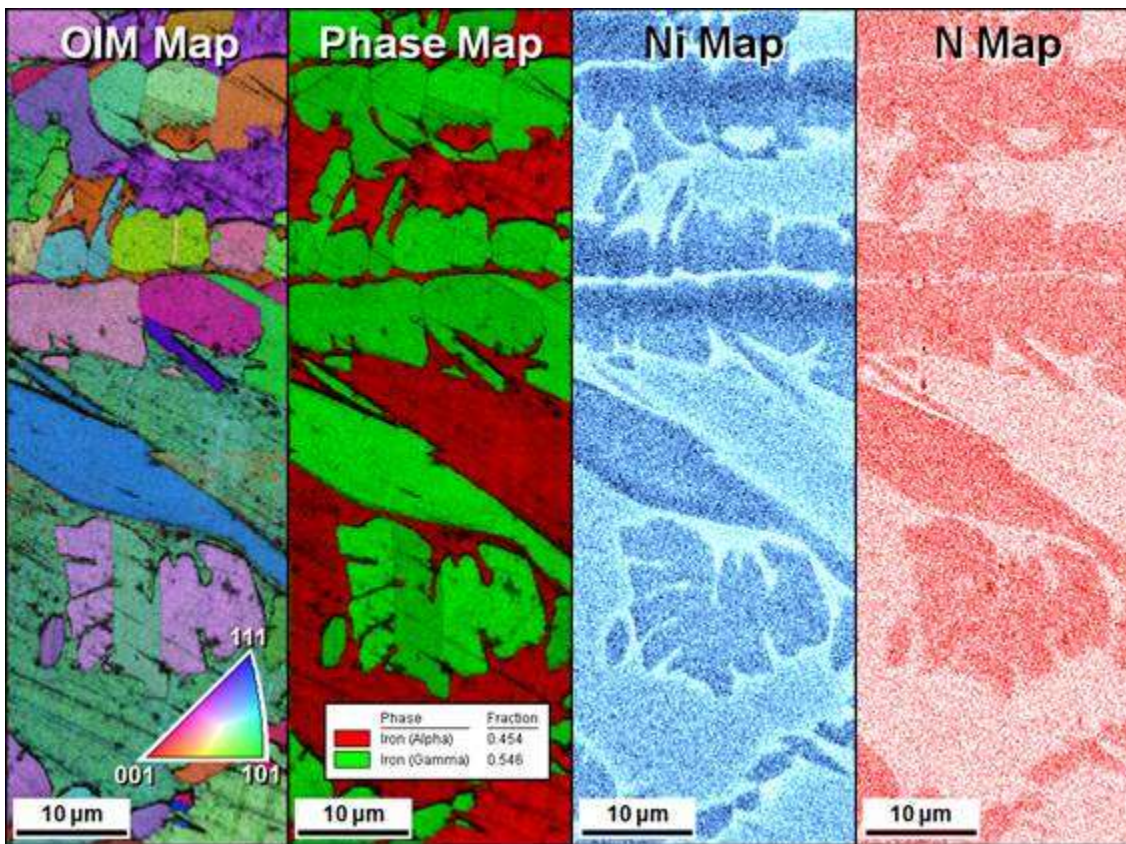 OIM Map
Phase Map
Ni Map
N Map
111
001
101
Phase Fraction
Iron (Alpha) 0.454
Iron (Gamma) 0.546
10 µm
10 µm
10 µm
10 µm